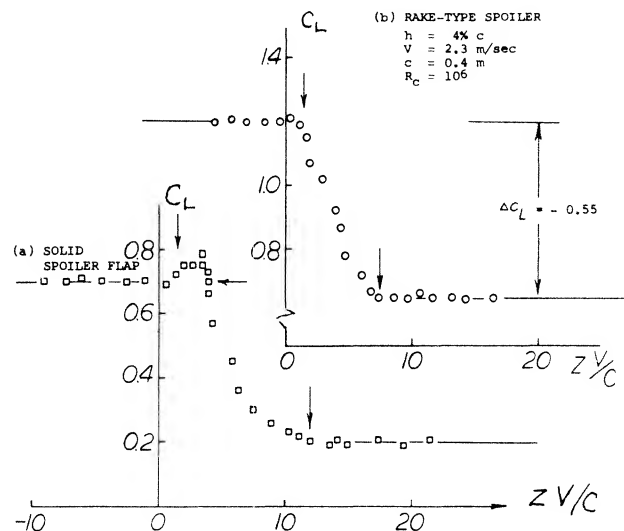 C_L
(b) RAKE-TYPE SPOILER
h = 4% c
V = 2.3 m/sec
c = 0.4 m
R_c = 10^6
1.4
1.0
0.8
ΔC_L = - 0.55
0 10 20 Z V/C
C_L
(a) SOLID
SPOILER FLAP
0.8
0.6
0.4
0.2
-10 0 10 20 Z V/C